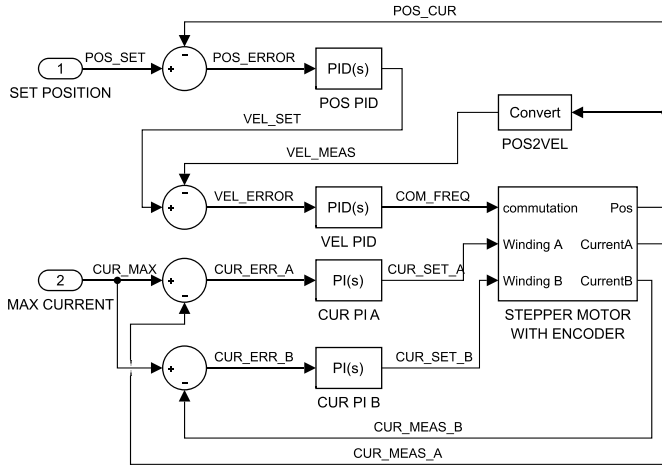 POS_CUR
-
POS_SET
POS_ERROR
1
+
PID(s)
SET POSITION
POS PID
VEL_SET
Convert
VEL_MEAS
POS2VEL
-
VEL_ERROR
COM_FREQ
+
PID(s)
commutation
Pos
VEL PID
Winding A
CurrentA
CUR_MAX
CUR_ERR_A
CUR_SET_A
2
+
PI(s)
Winding B
CurrentB
-
MAX CURRENT
CUR PI A
STEPPER MOTOR
WITH ENCODER
CUR_ERR_B
CUR_SET_B
+
PI(s)
-
CUR PI B
CUR_MEAS_B
CUR_MEAS_A